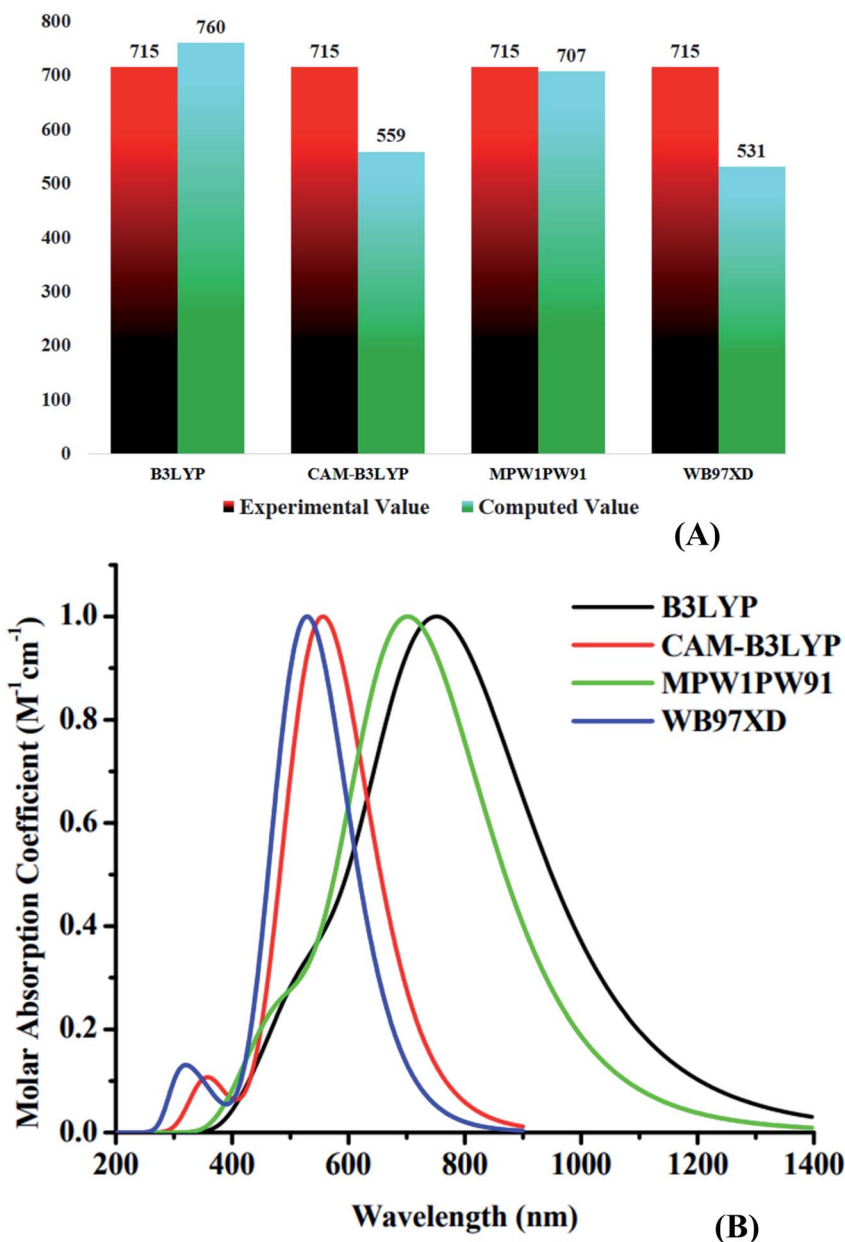 800
700
600
500
400
300
200
100
0
715 760
715 559
715 707
715 531
B3LYP CAM-B3LYP MPW1PW91 WB97XD
Experimental Value Computed Value
(A)
Molar Absorption Coefficient (M⁻¹cm⁻¹)
1.0
0.8
0.6
0.4
0.2
0.0
B3LYP
CAM-B3LYP
MPW1PW91
WB97XD
200 400 600 800 1000 1200 1400
Wavelength (nm)
(B)